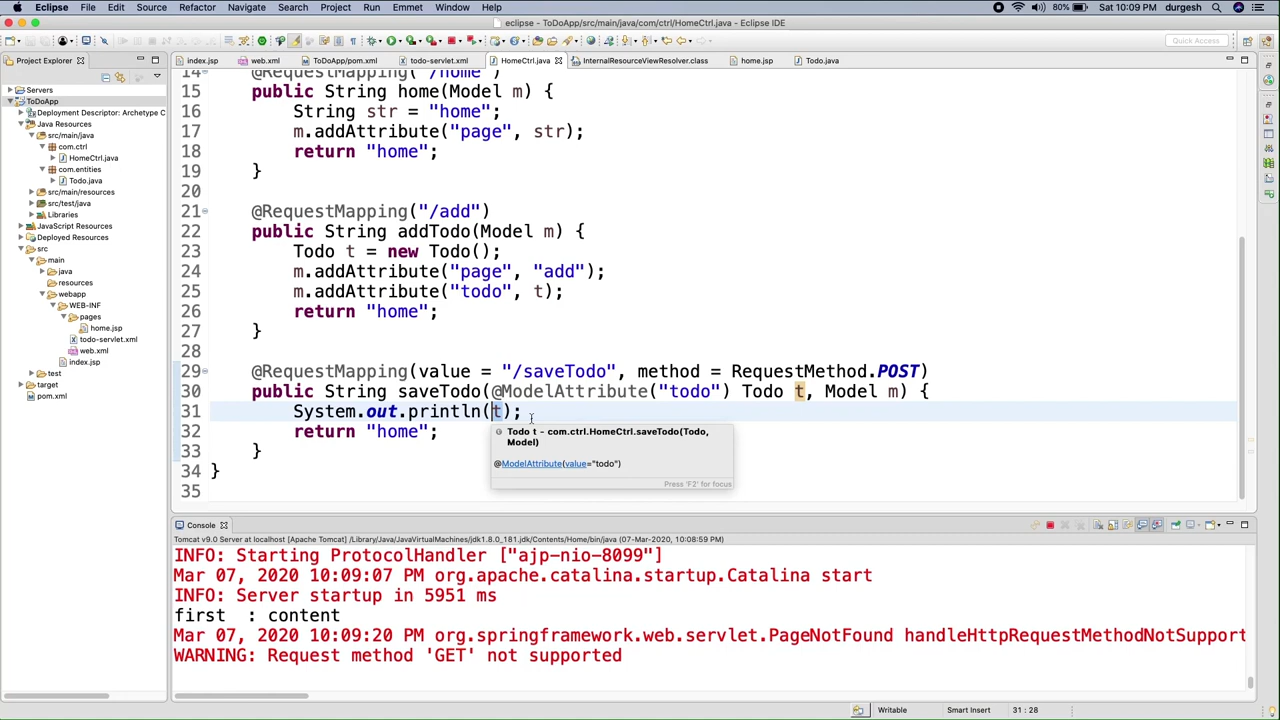 Eclipse File Edit Source Refactor Navigate Search Project Run Emmet Window Help 80% Sat 10:09 PM durgesh
eclipse - ToDoApp/src/main/java/com/ctrl/HomeCtrl.java - Eclipse IDE
Quick Access
Project Explorer
index.jsp web.xml ToDoApp/pom.xml todo-servlet.xml HomeCtrl.java InternalResourceViewResolver.class home.jsp Todo.java
Servers
ToDoApp
Deployment Descriptor: Archetype C
Java Resources
src/main/java
com.ctrl
HomeCtrl.java
com.entities
Todo.java
src/main/resources
src/test/java
Libraries
JavaScript Resources
Deployed Resources
src
main
java
resources
webapp
WEB-INF
pages
home.jsp
todo-servlet.xml
web.xml
index.jsp
test
target
pom.xml
14 @RequestMapping("/home")
15 public String home(Model m) {
16 String str = "home";
17 m.addAttribute("page", str);
18 return "home";
19 }
20
21 @RequestMapping("/add")
22 public String addTodo(Model m) {
23 Todo t = new Todo();
24 m.addAttribute("page", "add");
25 m.addAttribute("todo", t);
26 return "home";
27 }
28
29 @RequestMapping(value = "/saveTodo", method = RequestMethod.POST)
30 public String saveTodo(@ModelAttribute("todo") Todo t, Model m) {
31 System.out.println(t);
32 return "home";
33 }
34 }
35
Todo t - com.ctrl.HomeCtrl.saveTodo(Todo,
Model)
@ModelAttribute(value="todo")
Press 'F2' for focus
Console
Tomcat v9.0 Server at localhost [Apache Tomcat] /Library/Java/JavaVirtualMachines/jdk1.8.0_181.jdk/Contents/Home/bin/java (07-Mar-2020, 10:08:59 PM)
INFO: Starting ProtocolHandler ["ajp-nio-8099"]
Mar 07, 2020 10:09:07 PM org.apache.catalina.startup.Catalina start
INFO: Server startup in 5951 ms
first : content
Mar 07, 2020 10:09:20 PM org.springframework.web.servlet.PageNotFound handleHttpRequestMethodNotSupport
WARNING: Request method 'GET' not supported
Writable Smart Insert 31 : 28